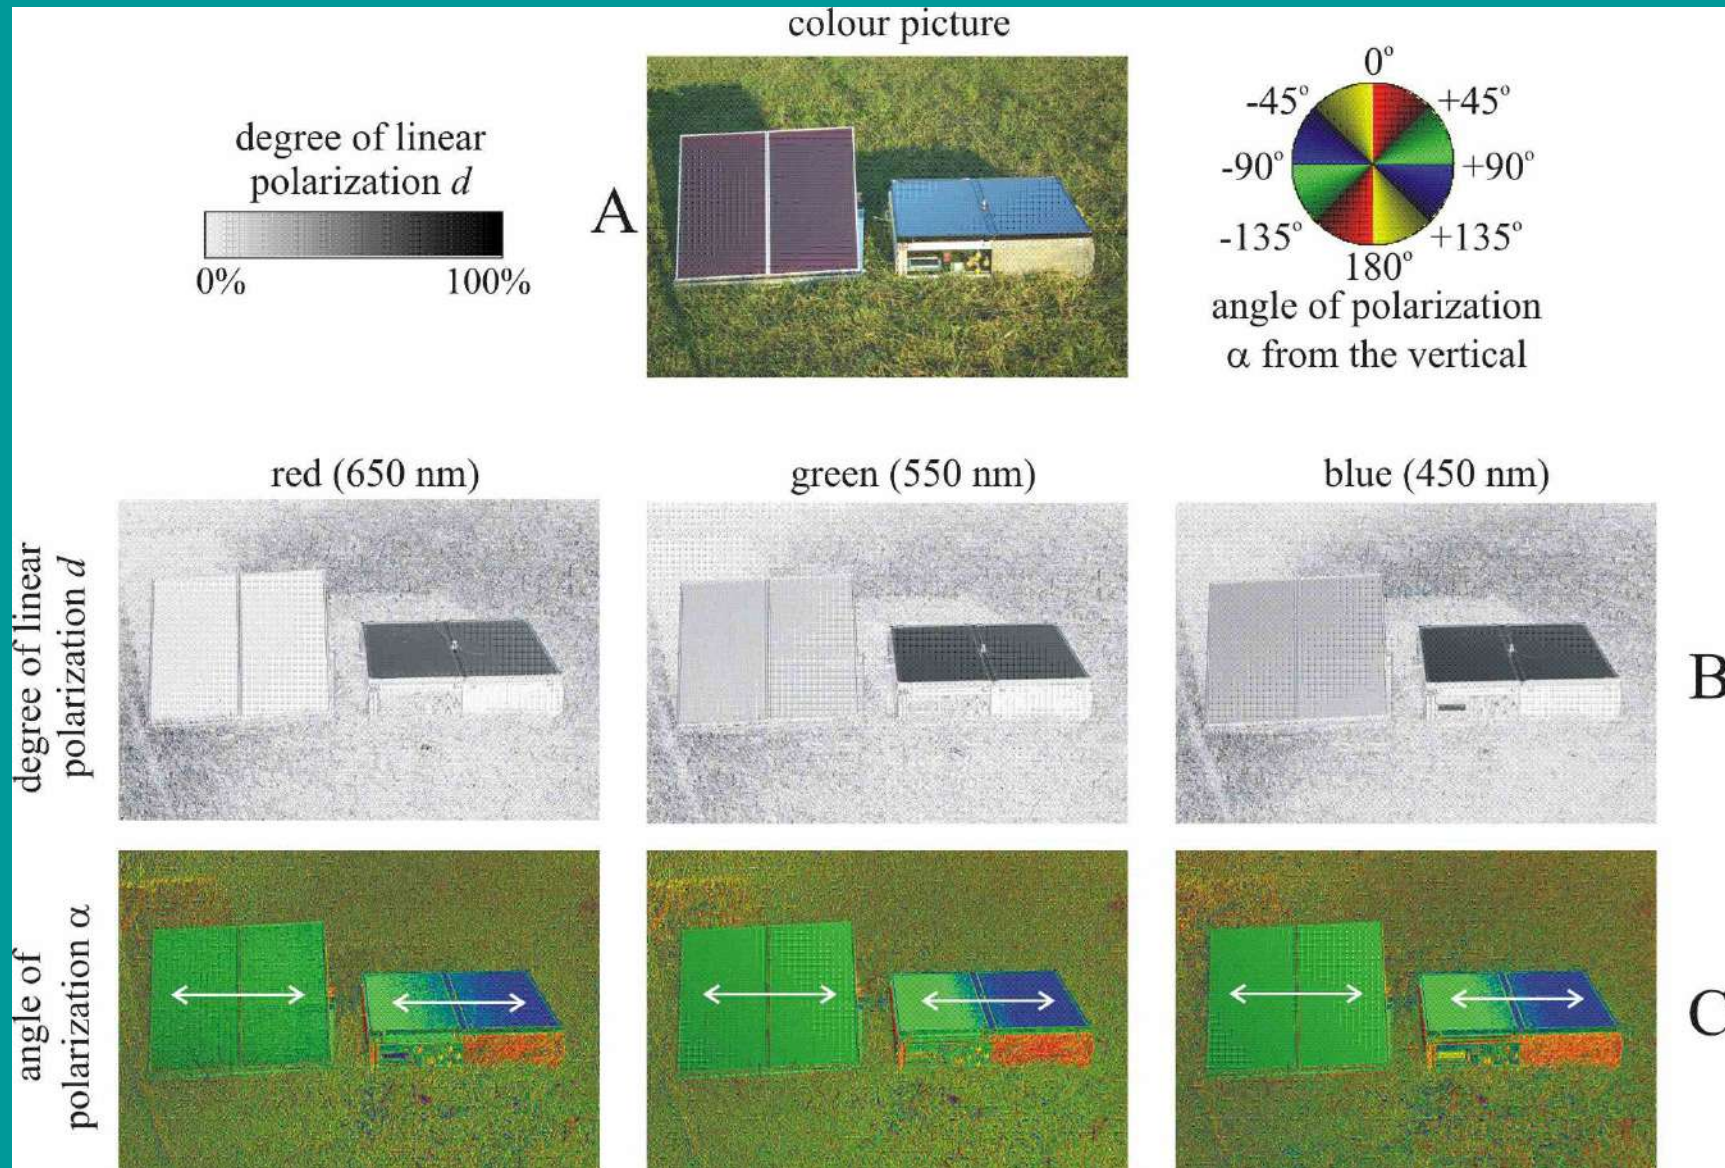 colour picture
degree of linear
polarization d
0%
100%
A
0°
-45°
+45°
-90°
+90°
-135°
+135°
180°
angle of polarization
α from the vertical
red (650 nm)
green (550 nm)
blue (450 nm)
degree of linear
polarization d
B
angle of
polarization α
C